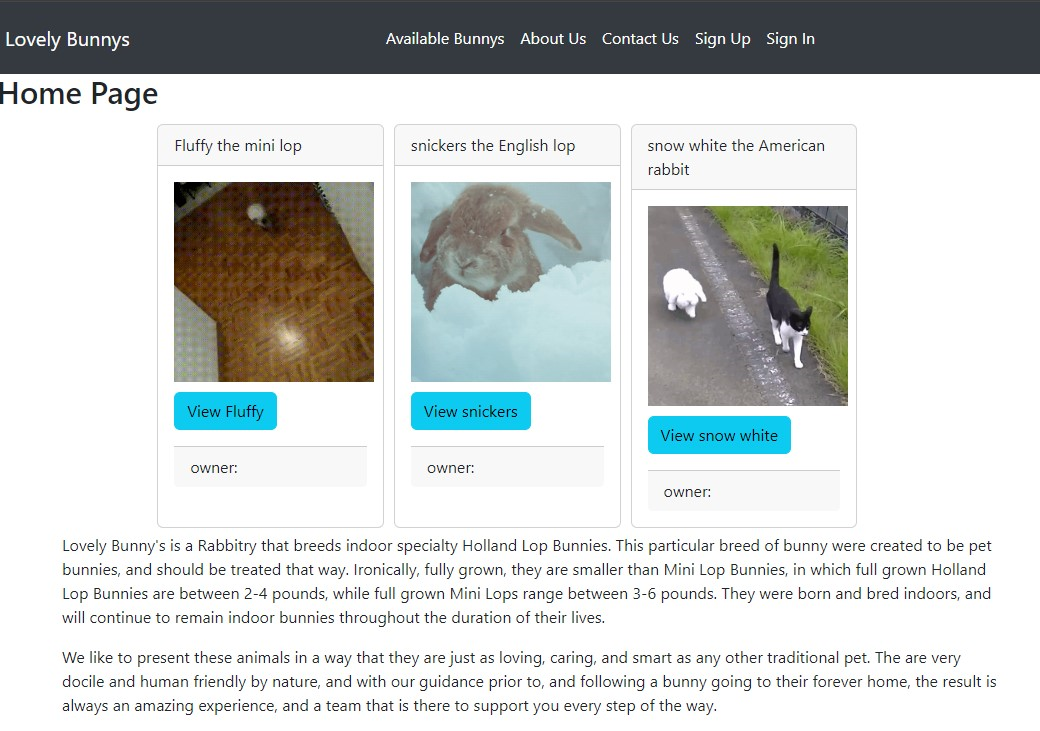 Lovely Bunnys
Available Bunnys About Us Contact Us Sign Up Sign In
Home Page
Fluffy the mini lop
View Fluffy
owner:
snickers the English lop
View snickers
owner:
snow white the American
rabbit
View snow white
owner:
Lovely Bunny's is a Rabbitry that breeds indoor specialty Holland Lop Bunnies. This particular breed of bunny were created to be pet
bunnies, and should be treated that way. Ironically, fully grown, they are smaller than Mini Lop Bunnies, in which full grown Holland
Lop Bunnies are between 2-4 pounds, while full grown Mini Lops range between 3-6 pounds. They were born and bred indoors, and
will continue to remain indoor bunnies throughout the duration of their lives.
We like to present these animals in a way that they are just as loving, caring, and smart as any other traditional pet. The are very
docile and human friendly by nature, and with our guidance prior to, and following a bunny going to their forever home, the result is
always an amazing experience, and a team that is there to support you every step of the way.